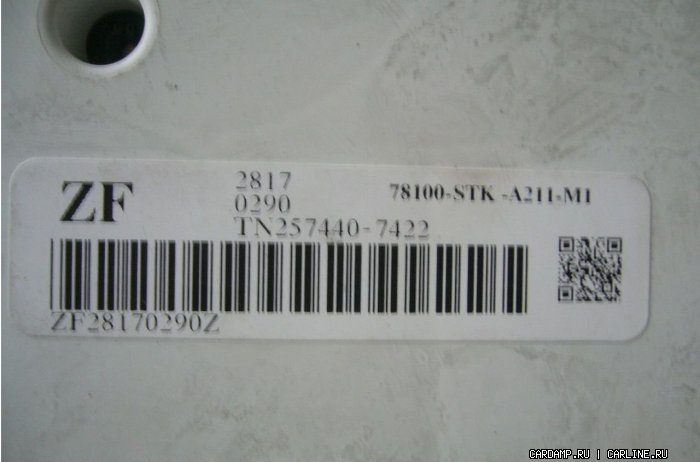 ZF
2817
0290
TN257440-7422
78100-STK -A211-M1
ZF28170290Z
CARDAMP.RU | CARLINE.RU